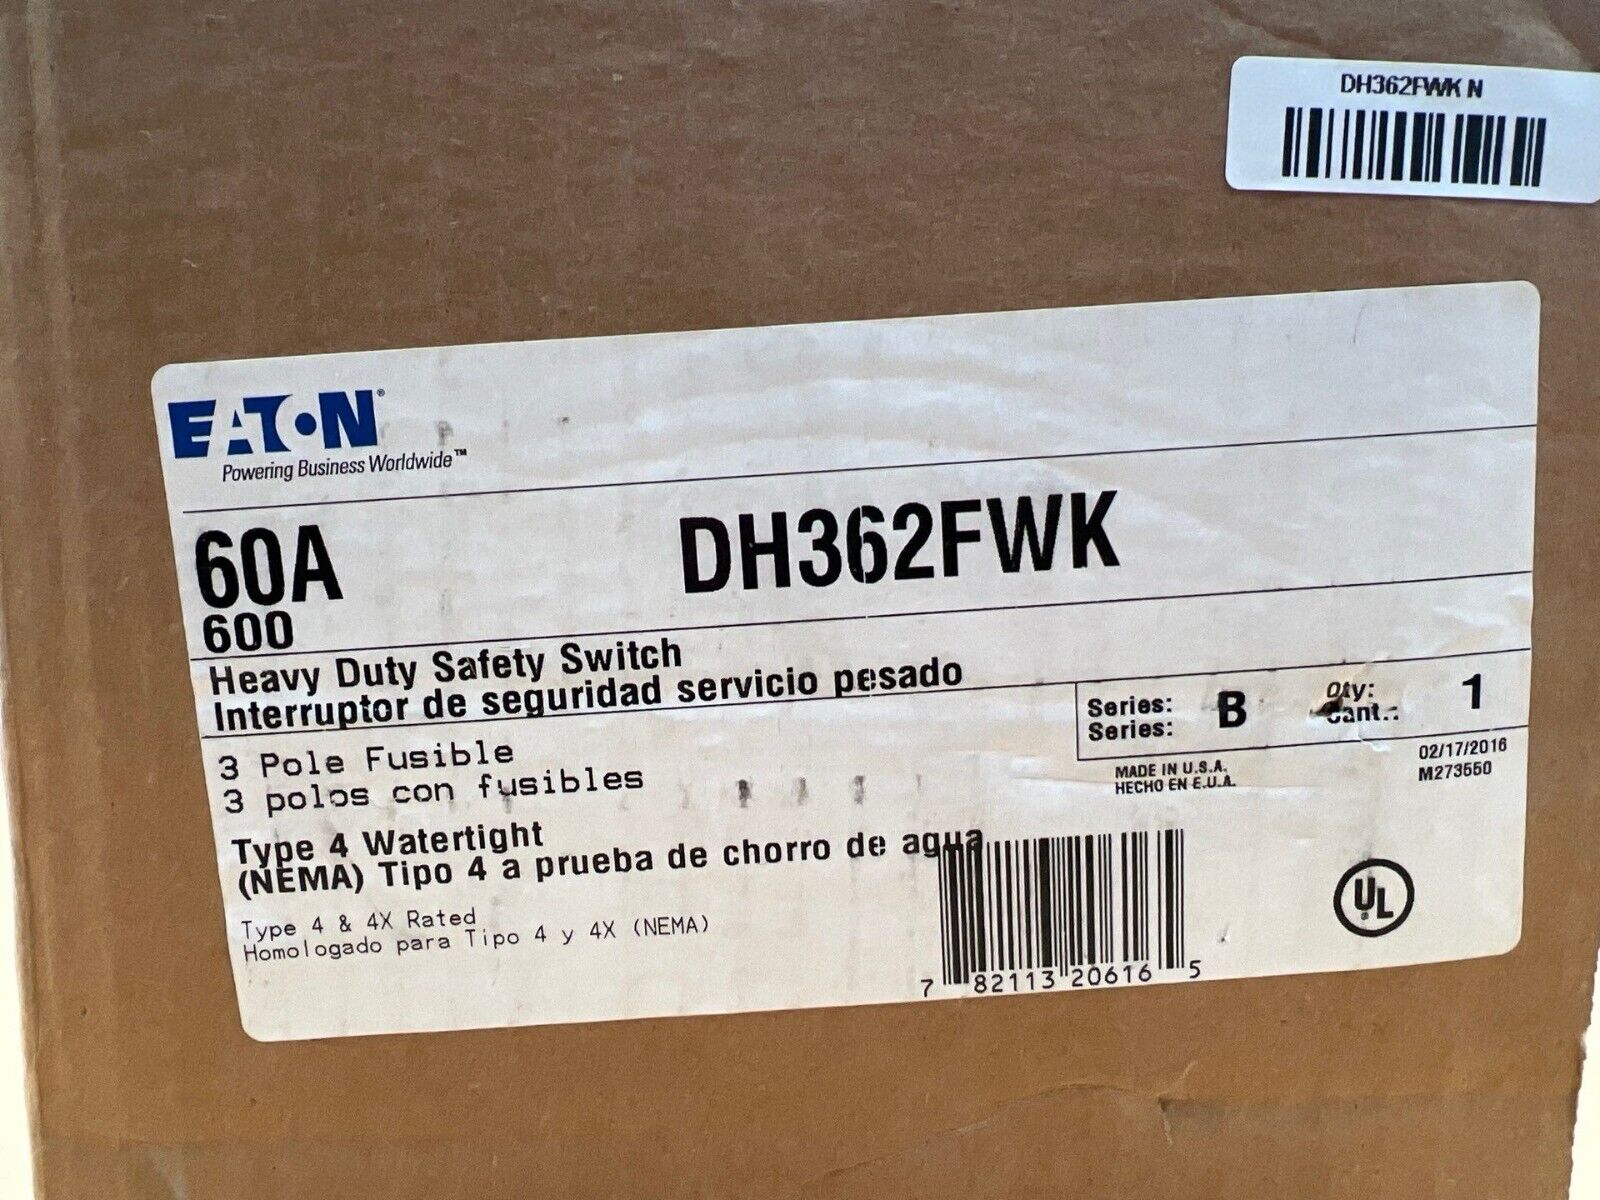 DH362FWK N
EATON®
Powering Business Worldwide™
60A
DH362FWK
600
Heavy Duty Safety Switch
Interruptor de seguridad servicio pesado
Series: B Qty: 1
Series: Cant.:
3 Pole Fusible
3 polos con fusibles
MADE IN U.S.A.
HECHO EN E.U.A.
02/17/2016
M273550
Type 4 Watertight
(NEMA) Tipo 4 a prueba de chorro de agua
Type 4 & 4X Rated
Homologado para Tipo 4 y 4X (NEMA)
7 82113 20616 5
UL